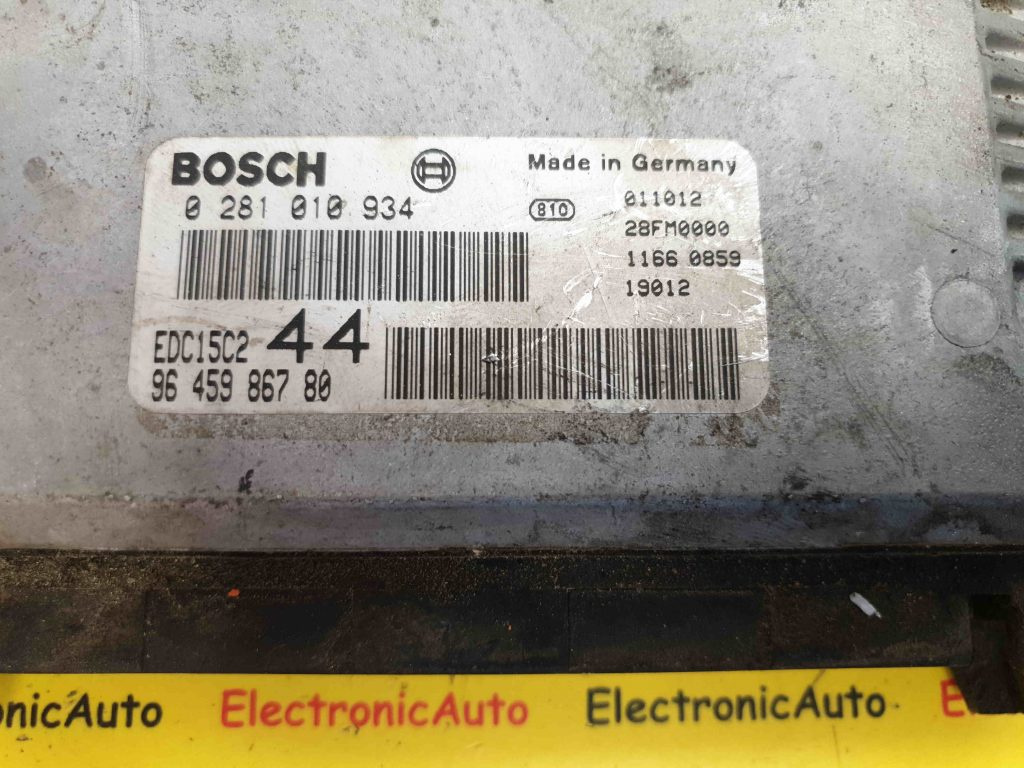 BOSCH
Made in Germany
0 281 010 934
810
011012
28FM0000
1166 0859
19012
EDC15C2 44
96 459 867 80
onicAuto ElectronicAuto ElectronicAuto E